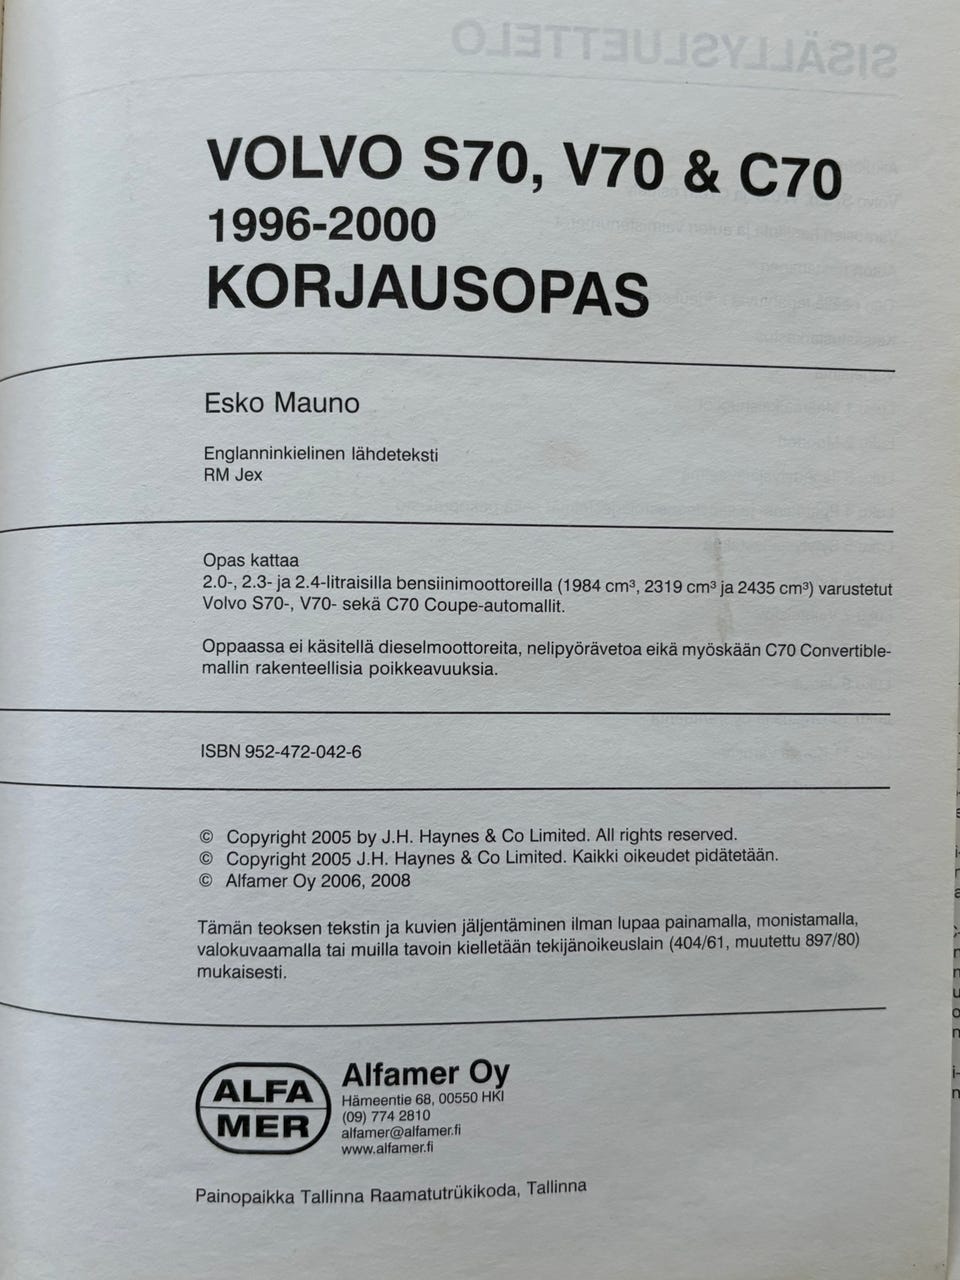 SISÄLLYSLUETTELO
VOLVO S70, V70 & C70
1996-2000
KORJAUSOPAS
Esko Mauno
Englanninkielinen lähdeteksti
RM Jex
Opas kattaa
2.0-, 2.3- ja 2.4-litraisilla bensiinimoottoreilla (1984 cm³, 2319 cm³ ja 2435 cm³) varustetut
Volvo S70-, V70- sekä C70 Coupe-automallit.
Oppaassa ei käsitellä dieselmoottoreita, nelipyörävetoa eikä myöskään C70 Convertible-
mallin rakenteellisia poikkeavuuksia.
ISBN 952-472-042-6
© Copyright 2005 by J.H. Haynes & Co Limited. All rights reserved.
© Copyright 2005 J.H. Haynes & Co Limited. Kaikki oikeudet pidätetään.
© Alfamer Oy 2006, 2008
Tämän teoksen tekstin ja kuvien jäljentäminen ilman lupaa painamalla, monistamalla,
valokuvaamalla tai muilla tavoin kielletään tekijänoikeuslain (404/61, muutettu 897/80)
mukaisesti.
ALFA
MER
Alfamer Oy
Hämeentie 68, 00550 HKI
(09) 774 2810
alfamer@alfamer.fi
www.alfamer.fi
Painopaikka Tallinna Raamatutrükikoda, Tallinna